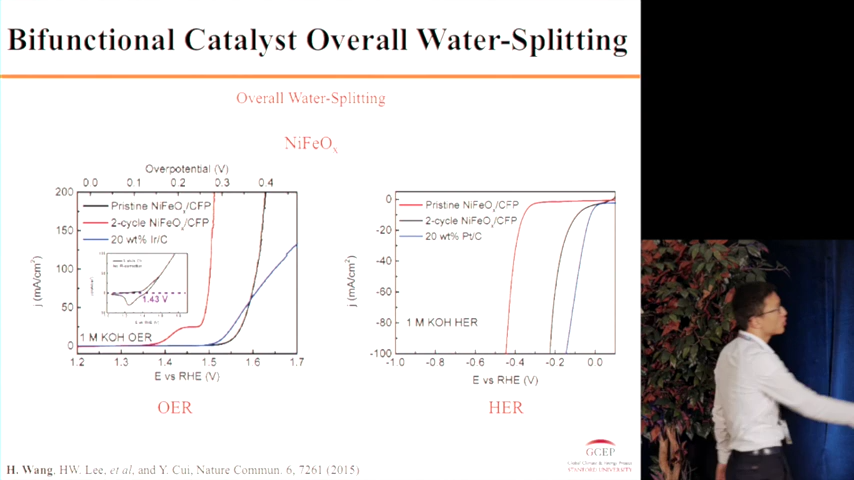 Bifunctional Catalyst Overall Water-Splitting
Overall Water-Splitting
NiFeOx
Overpotential (V)
0.0 0.1 0.2 0.3 0.4
200
150
100
50
0
j (mA/cm²)
Pristine NiFeOx/CFP
2-cycle NiFeOx/CFP
20 wt% Ir/C
1.43 V
1 M KOH OER
1.2 1.3 1.4 1.5 1.6 1.7
E vs RHE (V)
OER
0
-20
-40
-60
-80
-100
j (mA/cm²)
Pristine NiFeOx/CFP
2-cycle NiFeOx/CFP
20 wt% Pt/C
1 M KOH HER
-1.0 -0.8 -0.6 -0.4 -0.2 0.0
E vs RHE (V)
HER
H. Wang, HW. Lee, et al, and Y. Cui, Nature Commun. 6, 7261 (2015)
GCEP
STANFORD UNIVERSITY